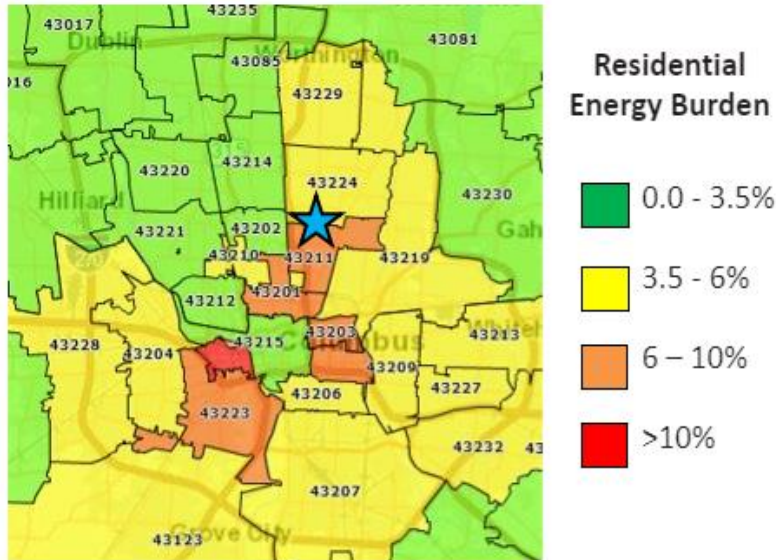 43235
43017
Dublin
43081
Worthington
43085
016
43229
Residential
Energy Burden
43214
43220
43224
43230
Hilliard
0.0 - 3.5%
43221
43202
Gah
43210
43211
43219
43201
43212
3.5 - 6%
43203
43213
43215
Columbus
43228
43204
43209
6 – 10%
43206
43227
43223
>10%
43232
43
43207
Grove City
43123